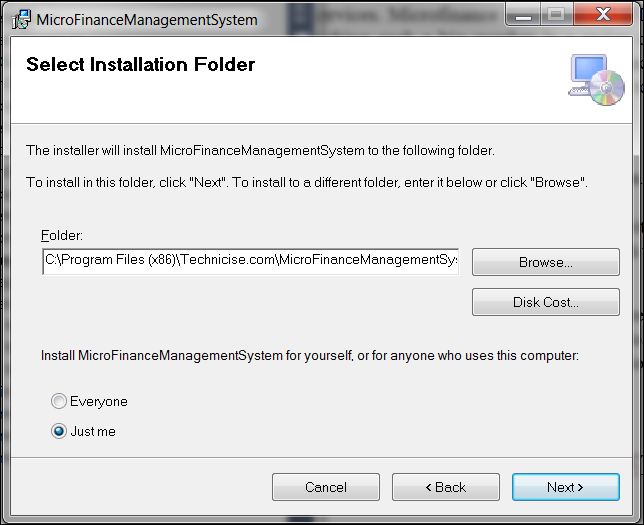 MicroFinanceManagementSystem
Select Installation Folder
The installer will install MicroFinanceManagementSystem to the following folder.
To install in this folder, click "Next". To install to a different folder, enter it below or click "Browse".
Folder:
C:\Program Files (x86)\Technicise.com\MicroFinanceManagementSy
Browse...
Disk Cost...
Install MicroFinanceManagementSystem for yourself, or for anyone who uses this computer:
Everyone
Just me
Cancel
< Back
Next >